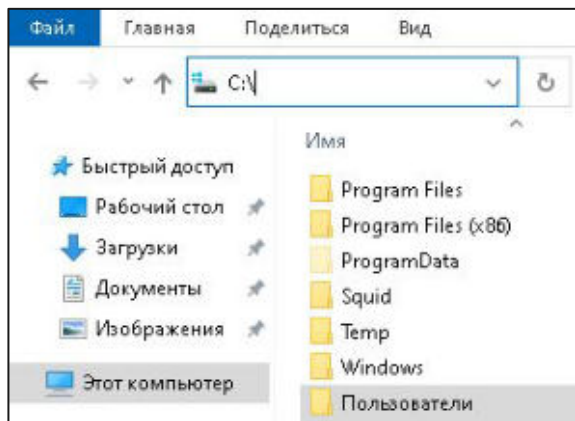 Файл Главная Поделиться Вид
C:\
Имя
Быстрый доступ
Рабочий стол
Загрузки
Документы
Изображения
Этот компьютер
Program Files
Program Files (x86)
ProgramData
Squid
Temp
Windows
Пользователи